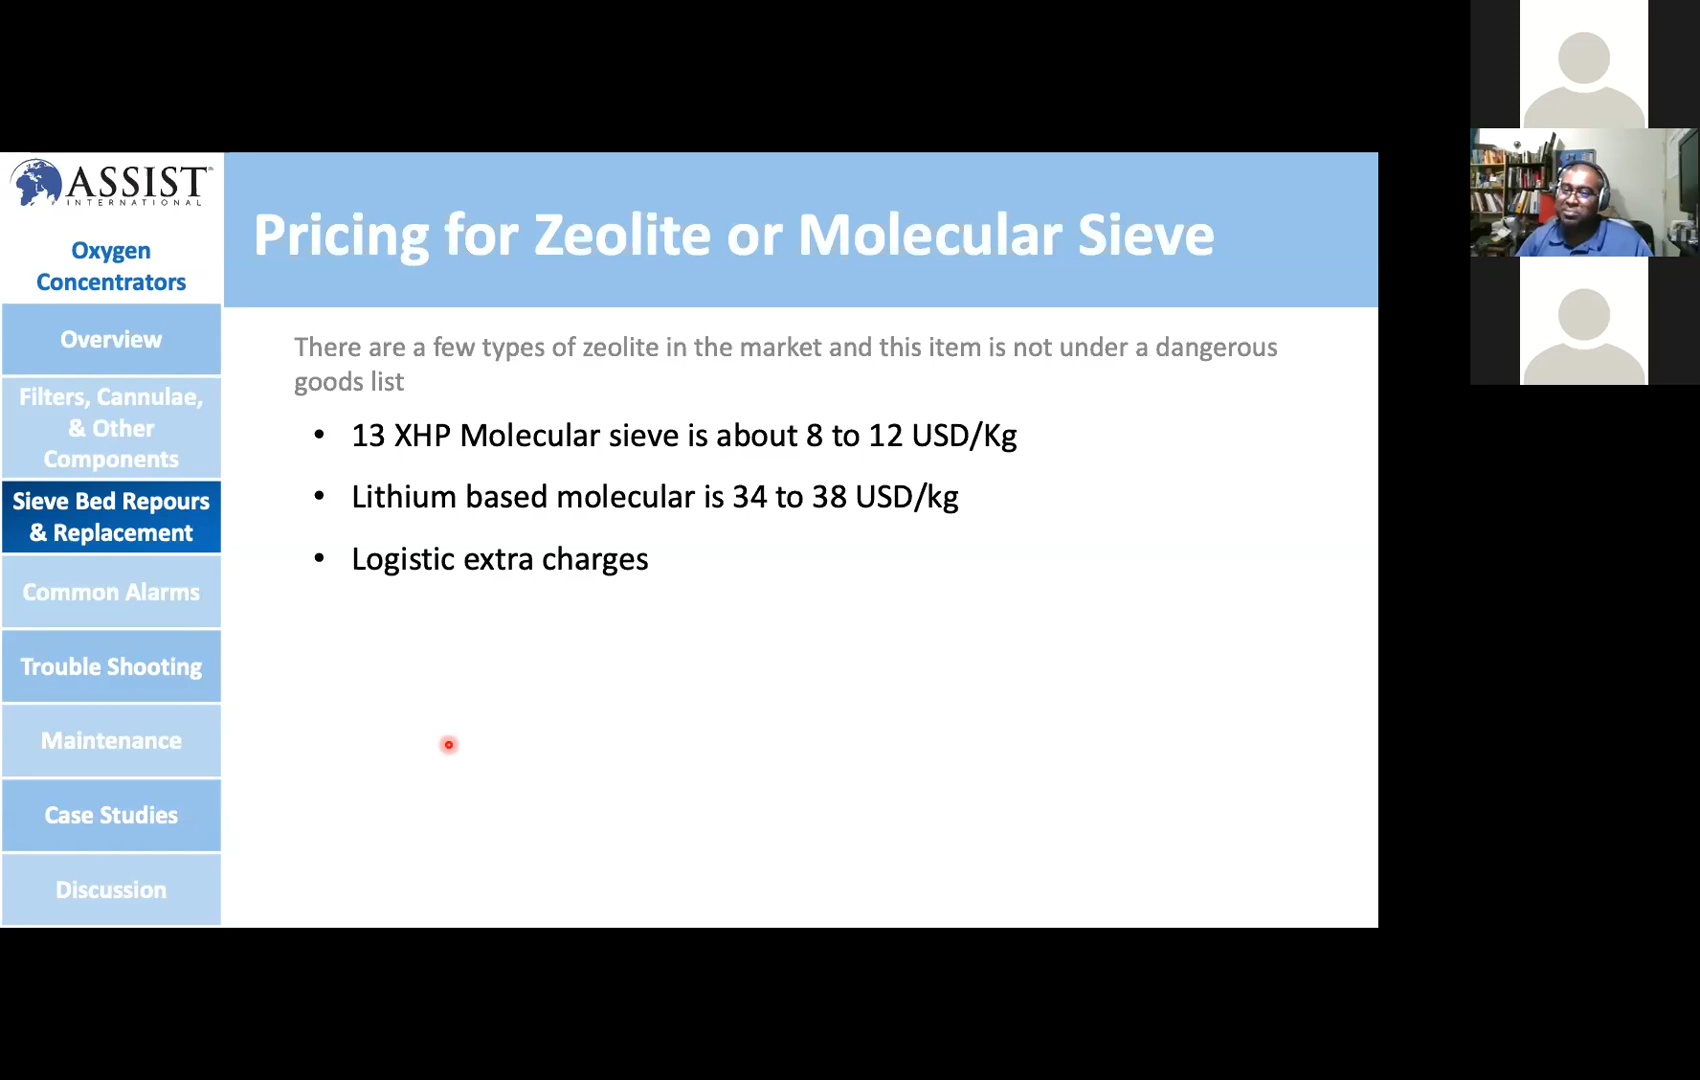 ASSIST
INTERNATIONAL
Oxygen
Concentrators
Overview
Filters, Cannulae,
& Other
Components
Sieve Bed Repours
& Replacement
Common Alarms
Trouble Shooting
Maintenance
Case Studies
Discussion
Pricing for Zeolite or Molecular Sieve
There are a few types of zeolite in the market and this item is not under a dangerous
goods list
• 13 XHP Molecular sieve is about 8 to 12 USD/Kg
• Lithium based molecular is 34 to 38 USD/kg
• Logistic extra charges